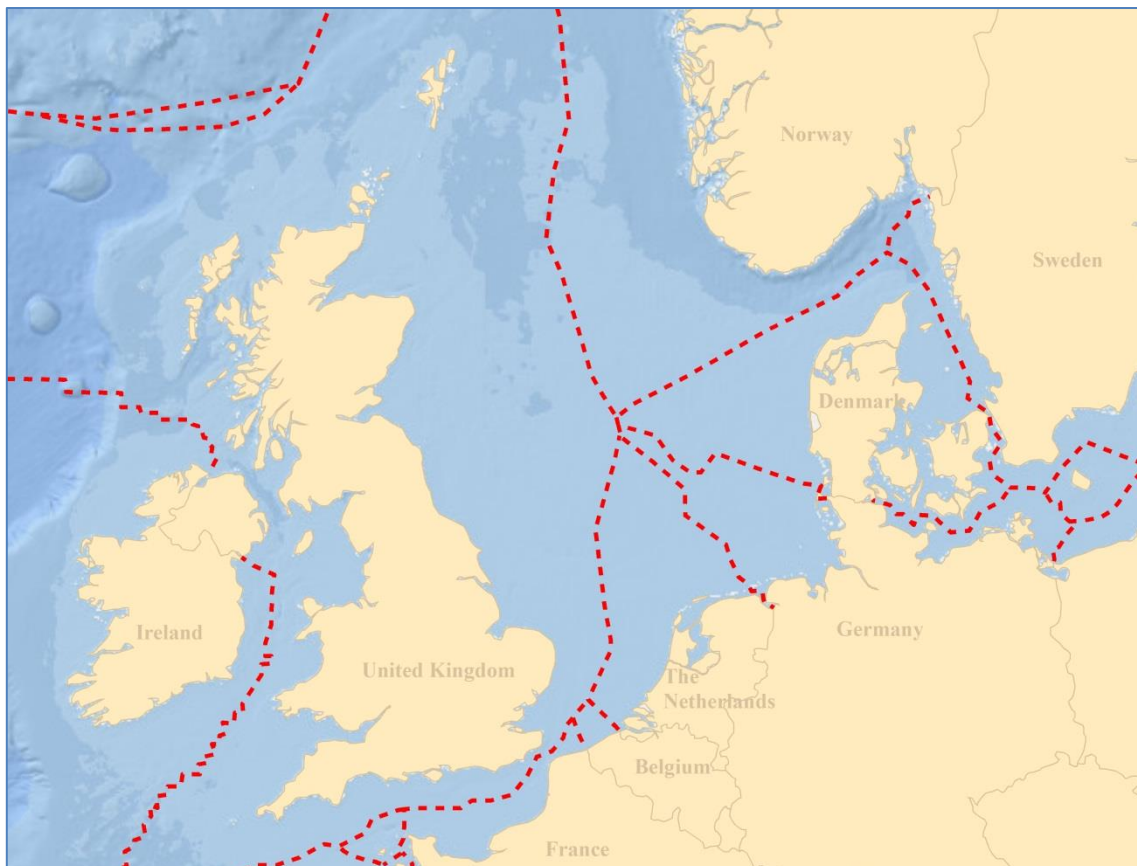 Norway
Sweden
Denmark
Ireland
United Kingdom
The
Netherlands
Germany
Belgium
France